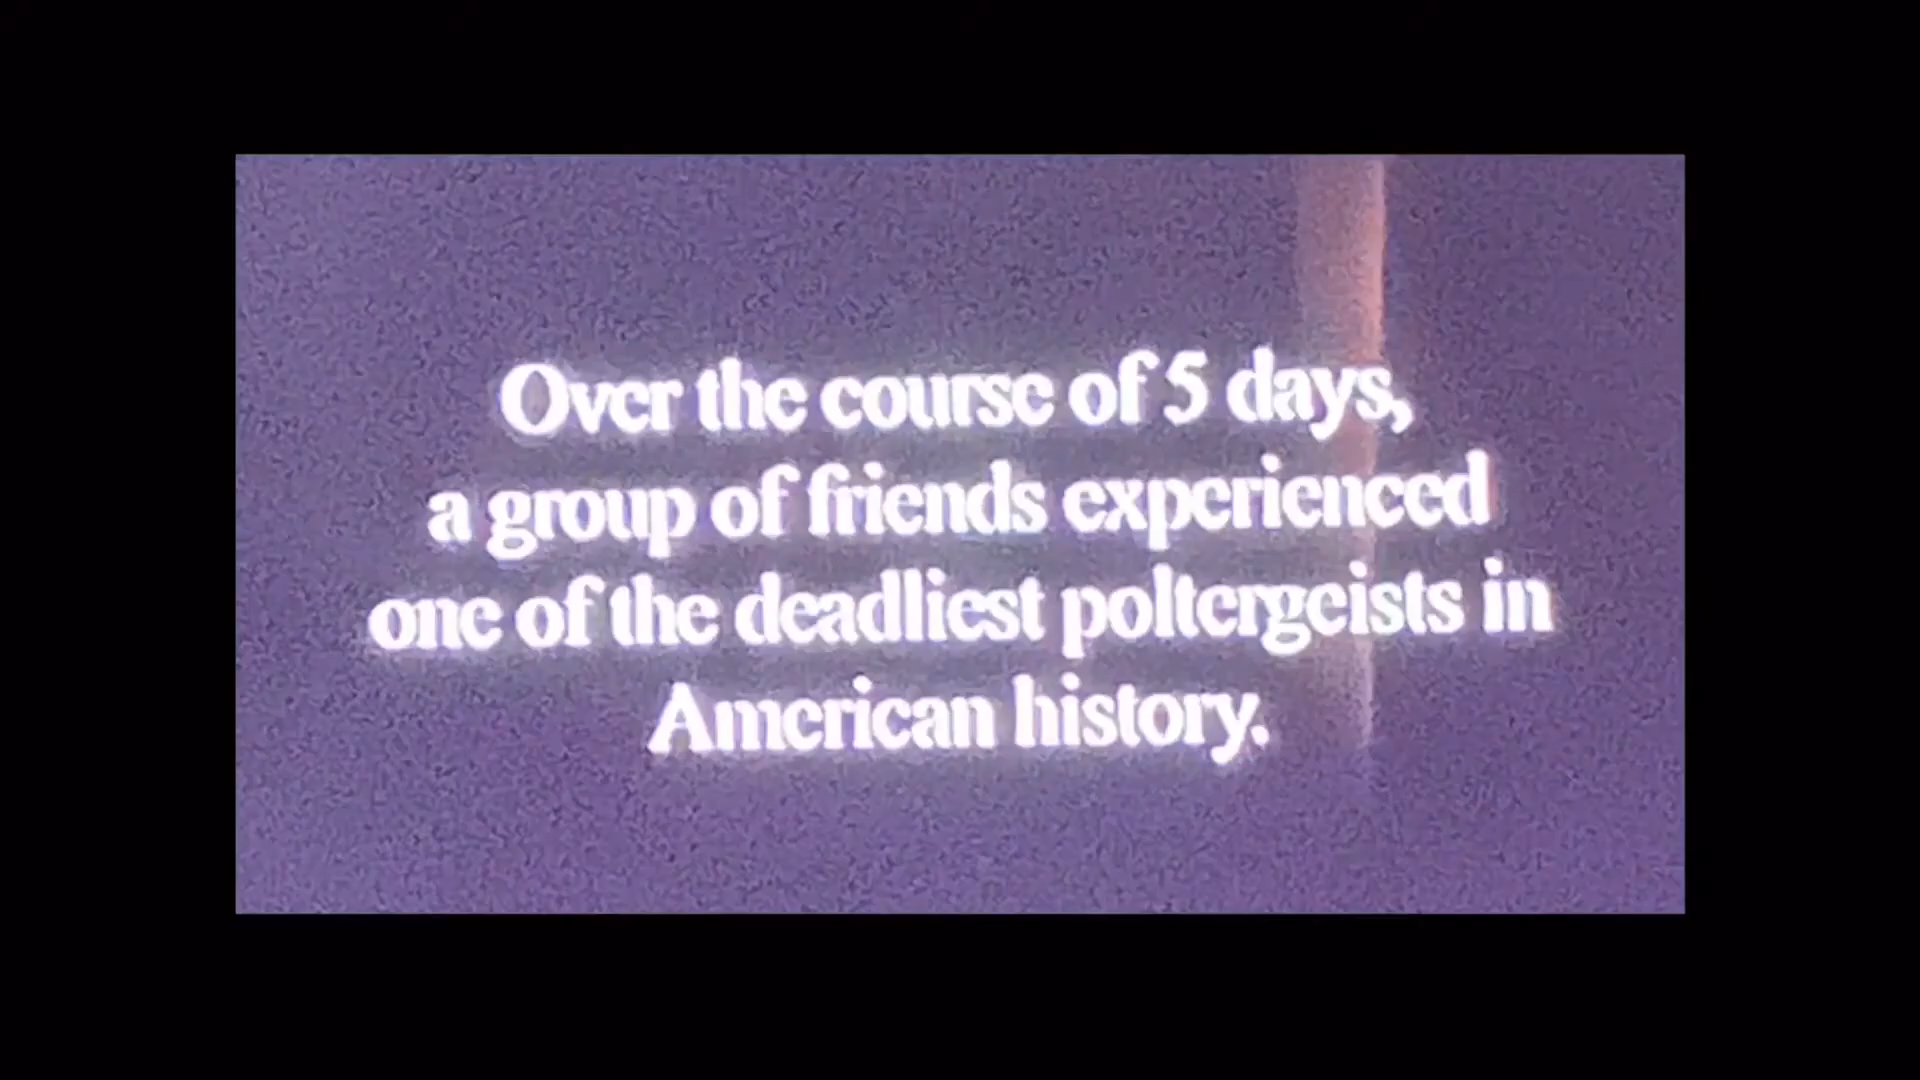 Over the course of 5 days,
a group of friends experienced
one of the deadliest poltergeists in
American history.